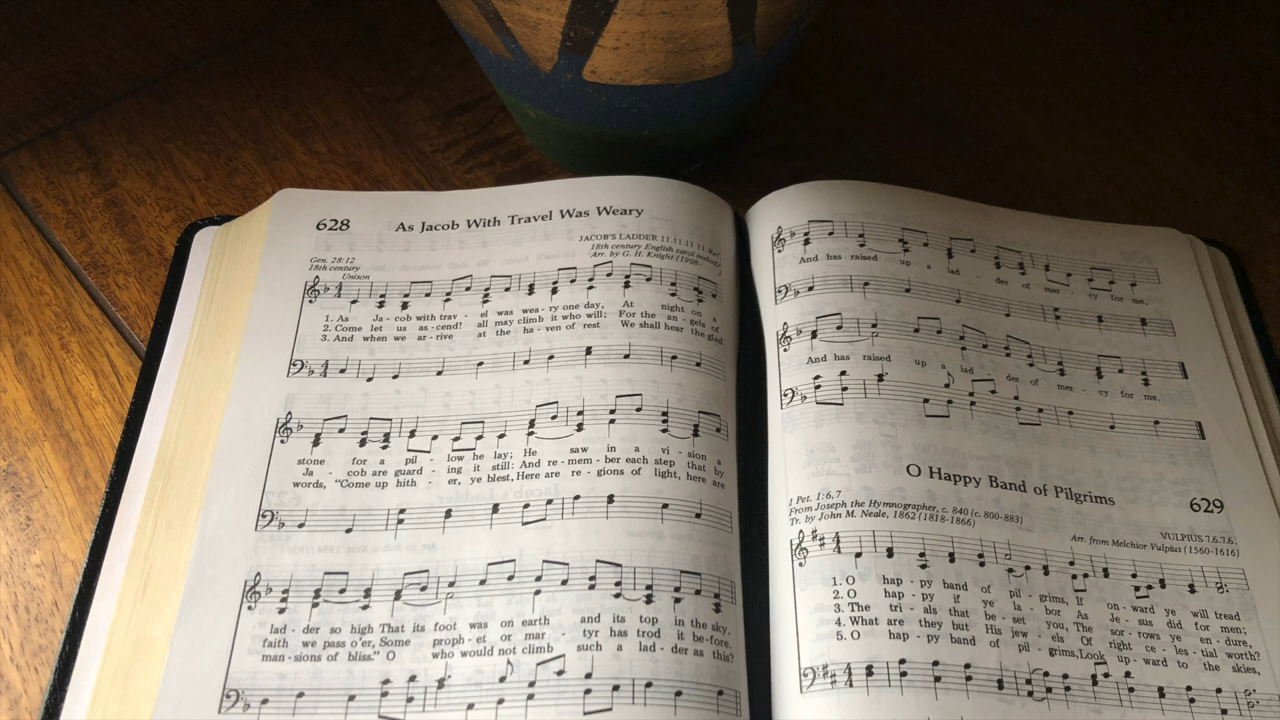 628
As Jacob With Travel Was Weary
JACOB'S LADDER 11.11.11 11.Ref.
18th century English carol melody
Arr. by G. H. Knight (1908-
Gen. 28:12
18th century
Unison
1. As Ja - cob with trav - el was wea - ry one day, At night on a
2. Come let us as - cend! all may climb it who will; For the an - gels of
3. And when we ar - rive at the ha - ven of rest We shall hear the glad
stone for a pil - low he lay; He saw in a vi - sion a
Ja - cob are guard - ing it still: And re - mem - ber each step that by
words, "Come up hith - er, ye blest, Here are re - gions of light, here are
lad - der so high That its foot was on earth and its top in the sky.
faith we pass o'er, Some proph - et or mar - tyr has trod it be - fore.
man - sions of bliss." O who would not climb such a lad - der as this?
And has raised up a lad - der of mer - cy for me.
And has raised up a lad - der of mer - cy for me.
O Happy Band of Pilgrims
629
1 Pet. 1:6, 7
From Joseph the Hymnographer, c. 840 (c. 800-883)
Tr. by John M. Neale, 1862 (1818-1866)
VULPIUS 7.6.7.6.
Arr. from Melchior Vulpius (1560-1616)
1. O hap - py band of pil - grims, If on - ward ye will tread
2. O hap - py if ye la - bor As Je - sus did for men;
3. The tri - als that be - set you, The sor - rows ye en - dure,
4. What are they but His jew - els Of right ce - les - tial worth?
5. O hap - py band of pil - grims, Look up - ward to the skies,